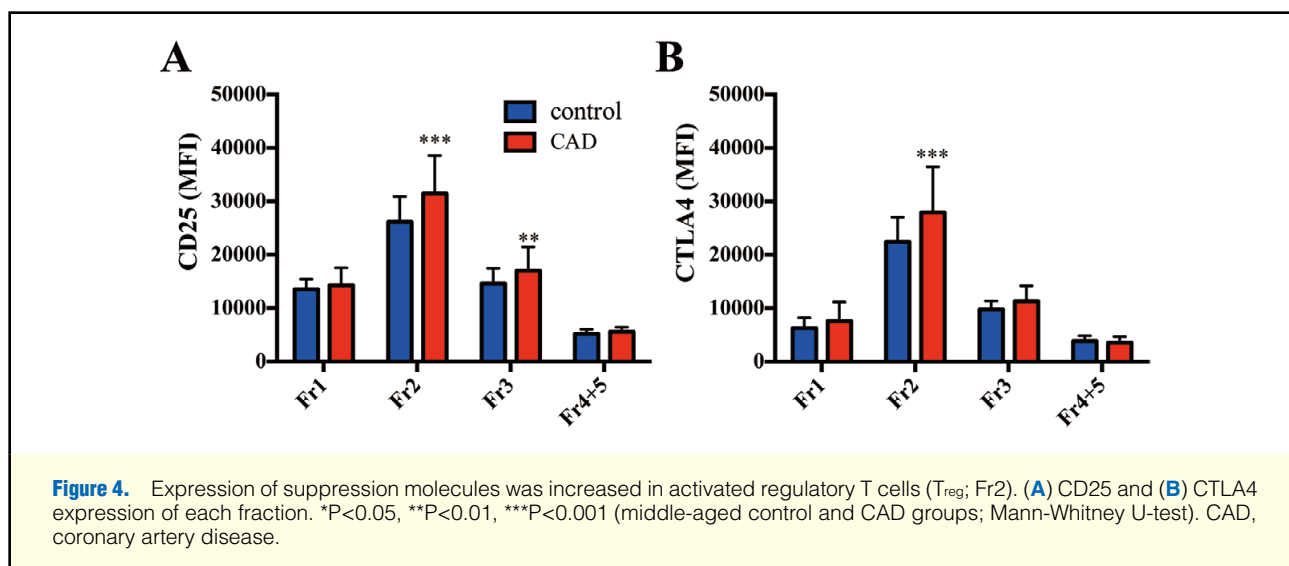 A
CD25 (MFI)
50000
40000
30000
20000
10000
0
control
CAD
***
**
Fr1
Fr2
Fr3
Fr4+5
B
CTLA4 (MFI)
50000
40000
30000
20000
10000
0
***
Fr1
Fr2
Fr3
Fr4+5
Figure 4. Expression of suppression molecules was increased in activated regulatory T cells (Treg; Fr2). (A) CD25 and (B) CTLA4
expression of each fraction. *P<0.05, **P<0.01, ***P<0.001 (middle-aged control and CAD groups; Mann-Whitney U-test). CAD,
coronary artery disease.